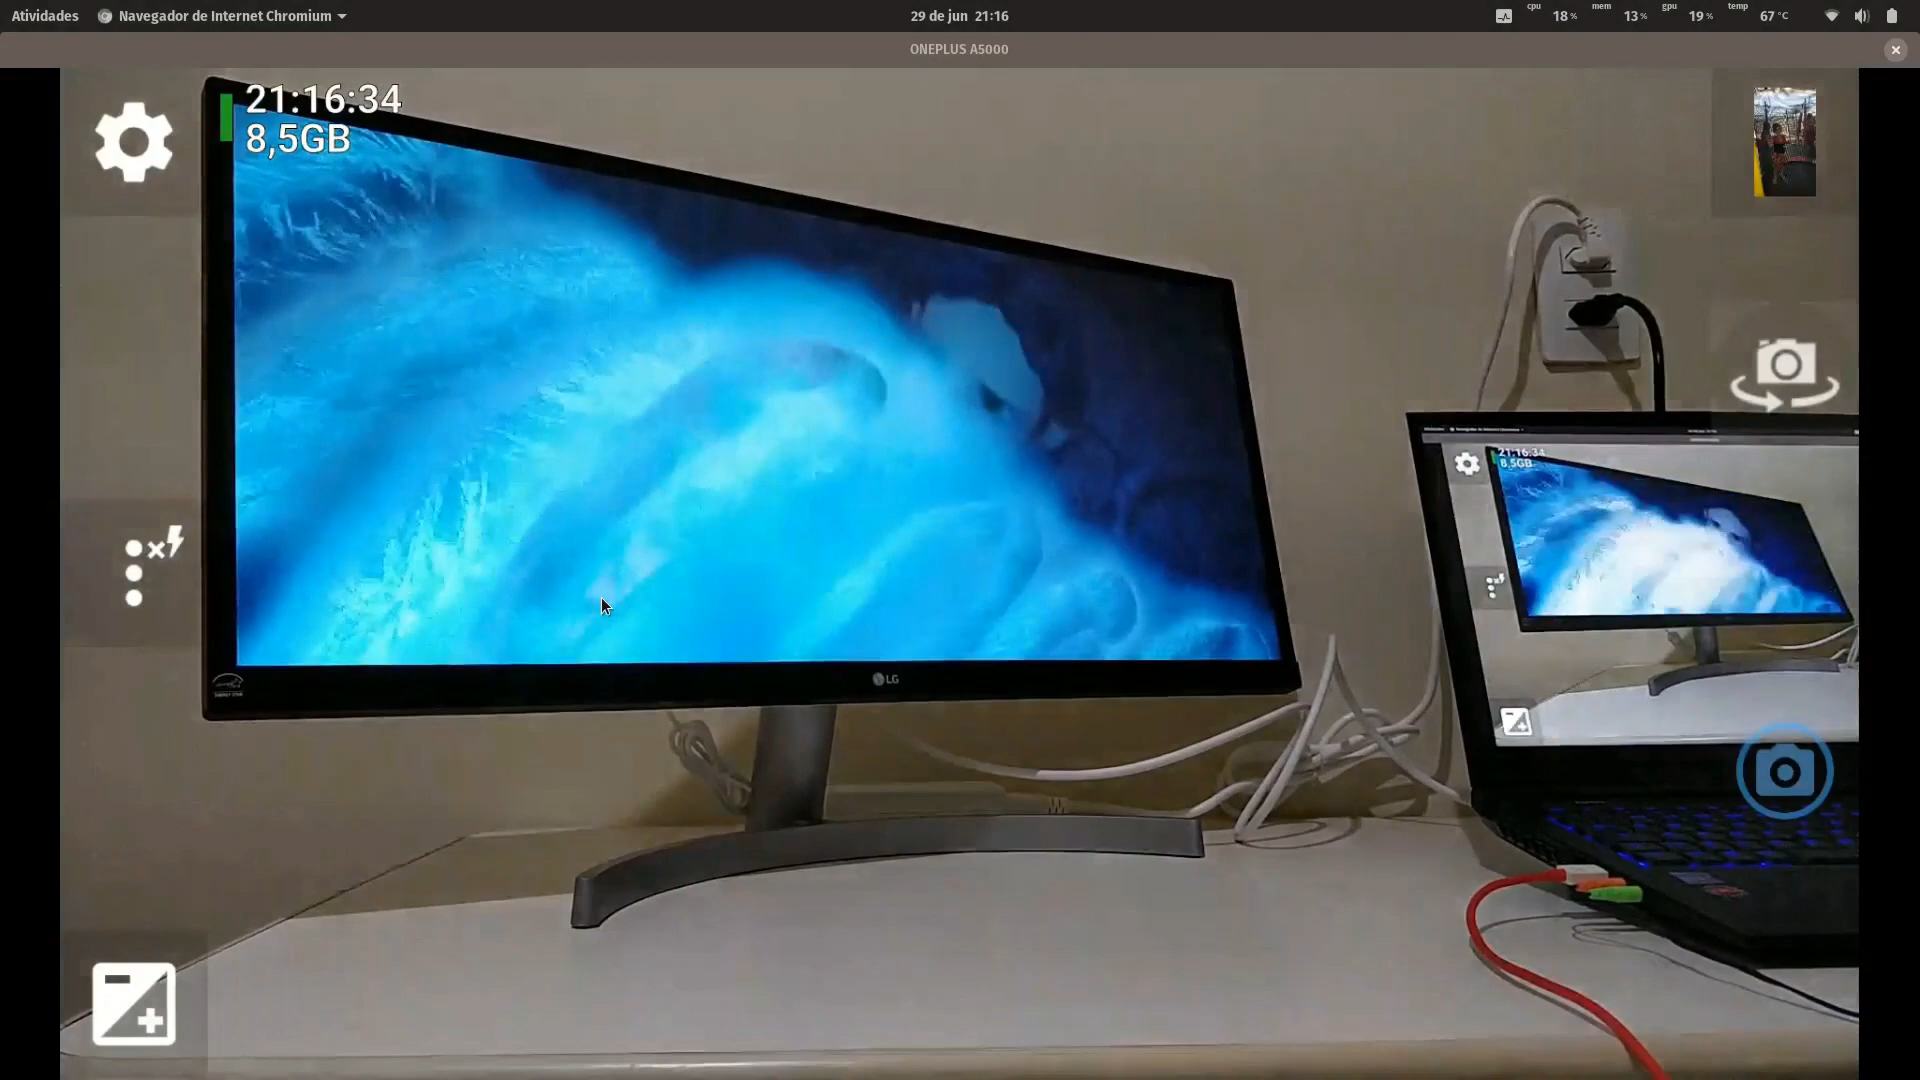 Atividades
Navegador de Internet Chromium
29 de jun 21:16
cpu 18 %
mem 13 %
gpu 19 %
temp 67 °C
ONEPLUS A5000
21:16:34
8,5GB
21:16:34
8,5GB
LG